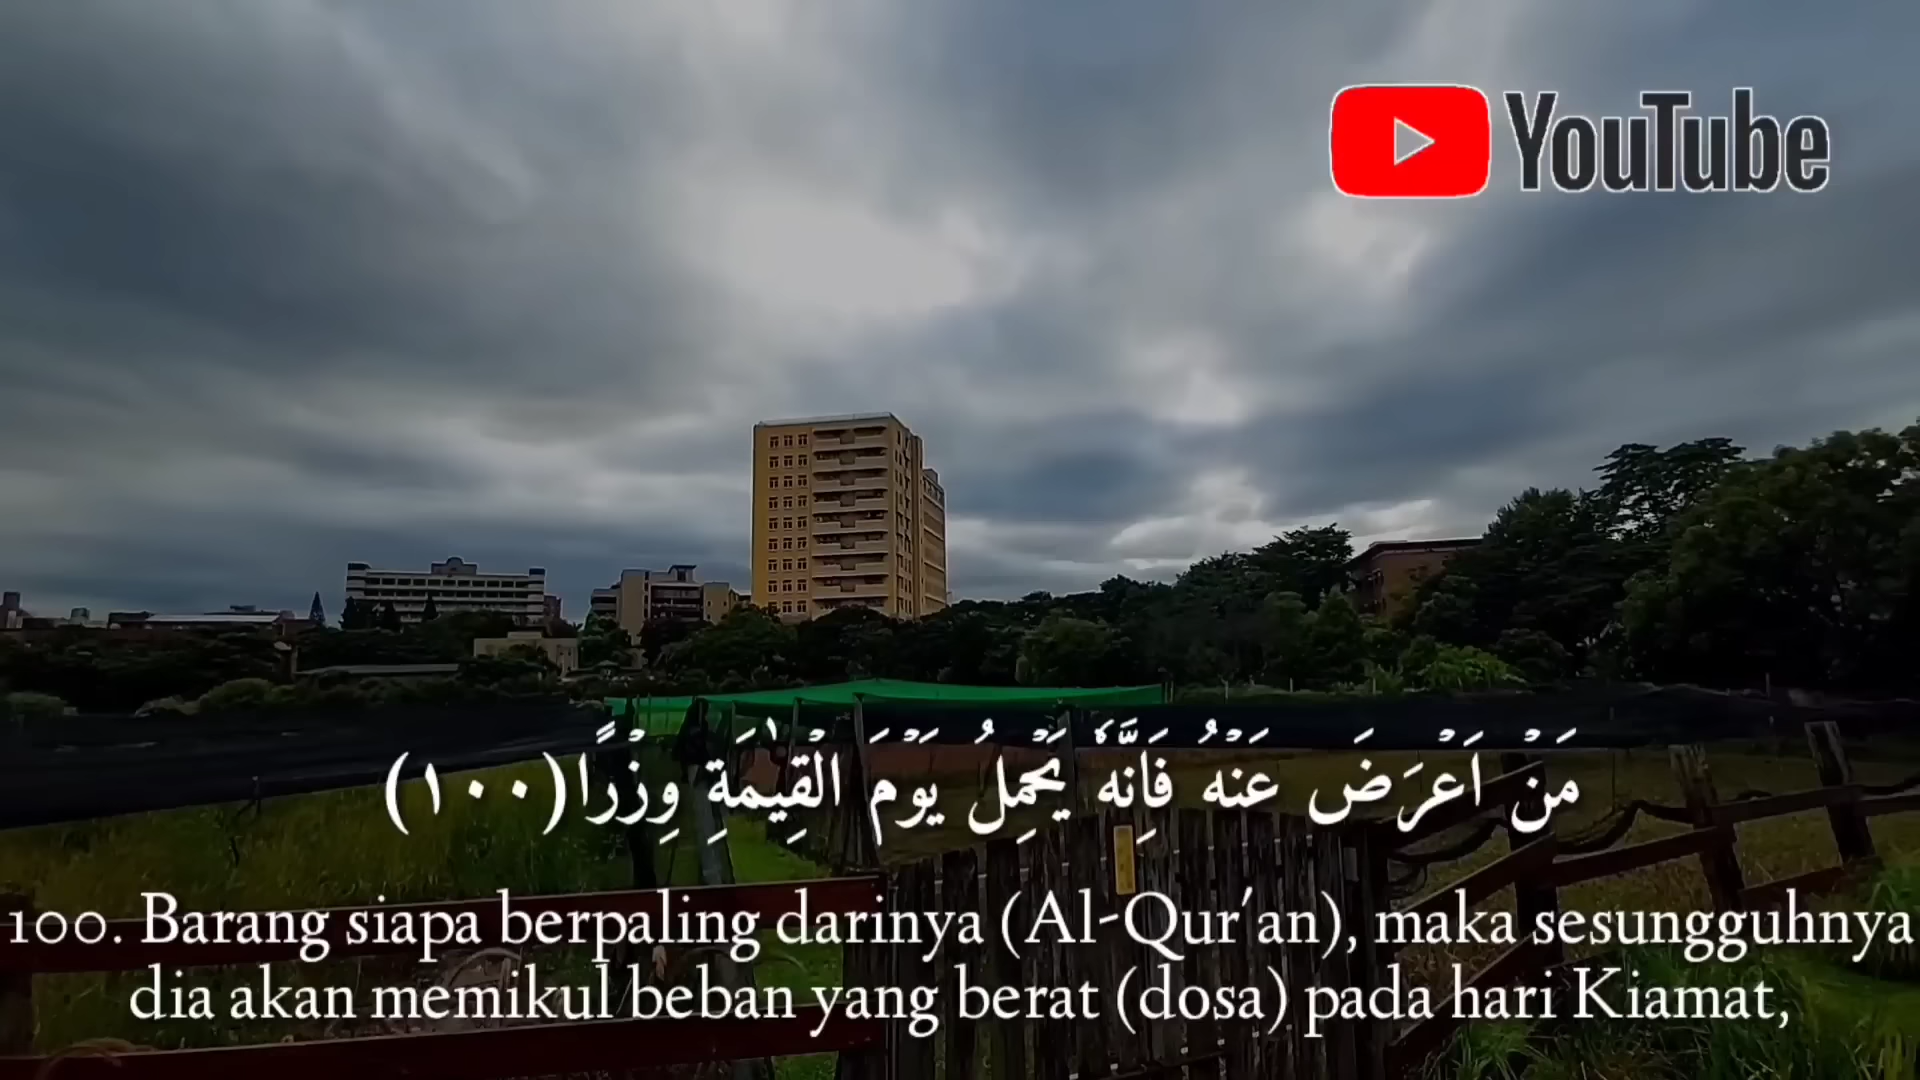 YouTube
مَنْ اَعْرَضَ عَنْهُ فَاِنَّهٗ يَحْمِلُ يَوْمَ الْقِيٰمَةِ وِزْرًا(١٠٠)
100. Barang siapa berpaling darinya (Al-Qur'an), maka sesungguhnya
dia akan memikul beban yang berat (dosa) pada hari Kiamat,